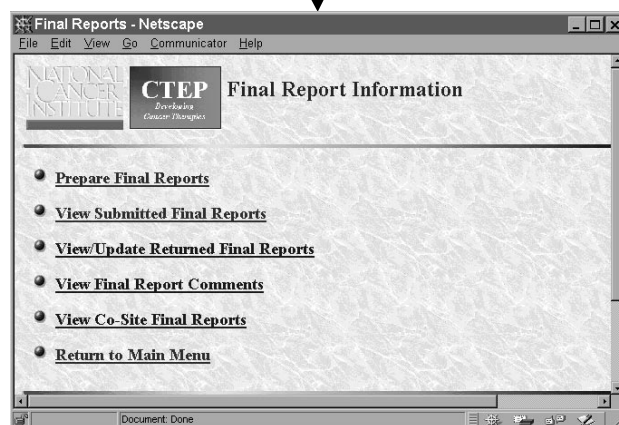 Final Reports - Netscape
File Edit View Go Communicator Help
NATIONAL
CANCER
INSTITUTE
CTEP
Developing
Cancer Therapies
Final Report Information
Prepare Final Reports
View Submitted Final Reports
View/Update Returned Final Reports
View Final Report Comments
View Co-Site Final Reports
Return to Main Menu
Document: Done